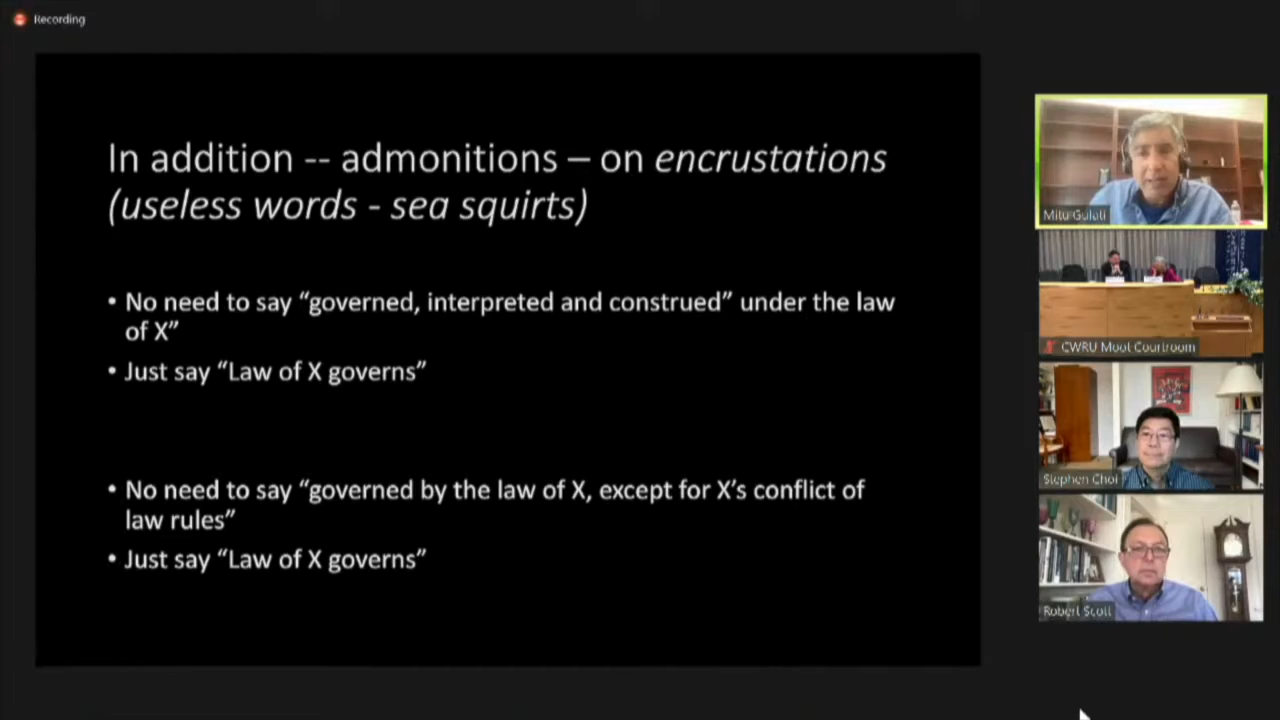 Recording
In addition -- admonitions – on encrustations
(useless words - sea squirts)
• No need to say “governed, interpreted and construed” under the law
of X”
• Just say “Law of X governs”
• No need to say “governed by the law of X, except for X’s conflict of
law rules”
• Just say “Law of X governs”
Mitu Gulati
CWRU Moot Courtroom
Stephen Choi
Robert Scott